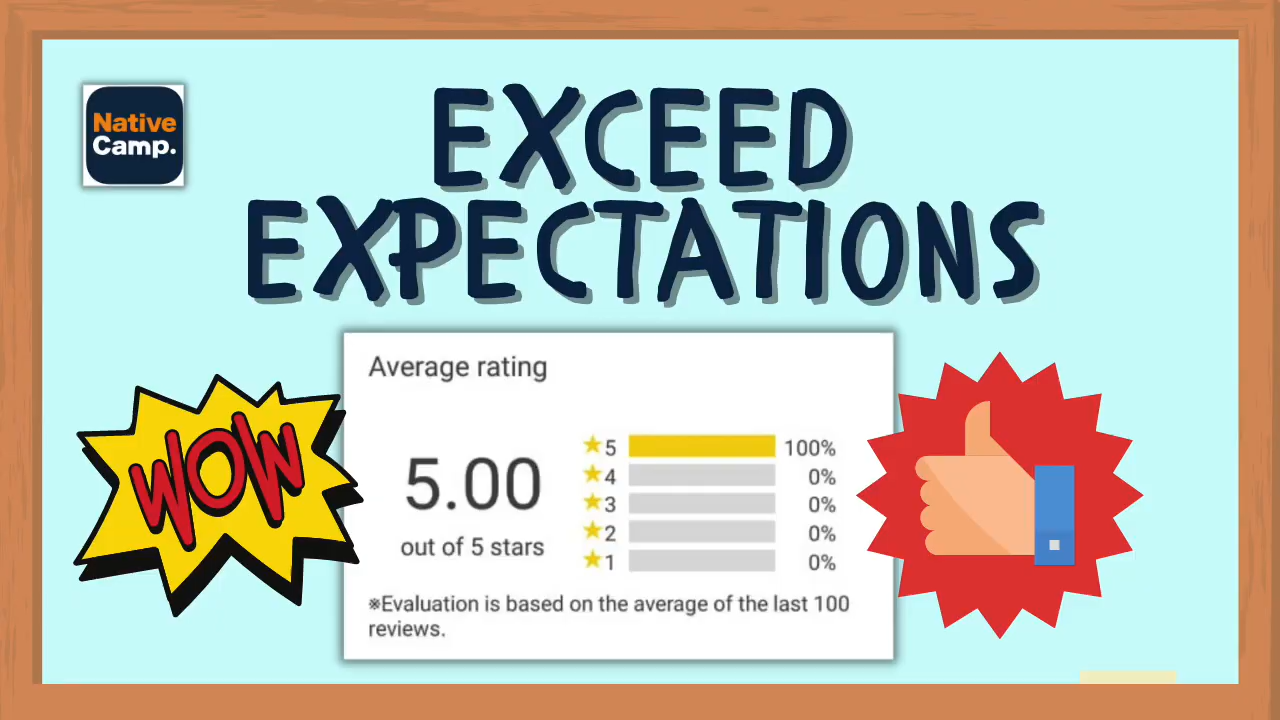 Native
Camp.
EXCEED
EXPECTATIONS
Average rating
WOW
5.00
out of 5 stars
★5 100%
★4 0%
★3 0%
★2 0%
★1 0%
※Evaluation is based on the average of the last 100
reviews.